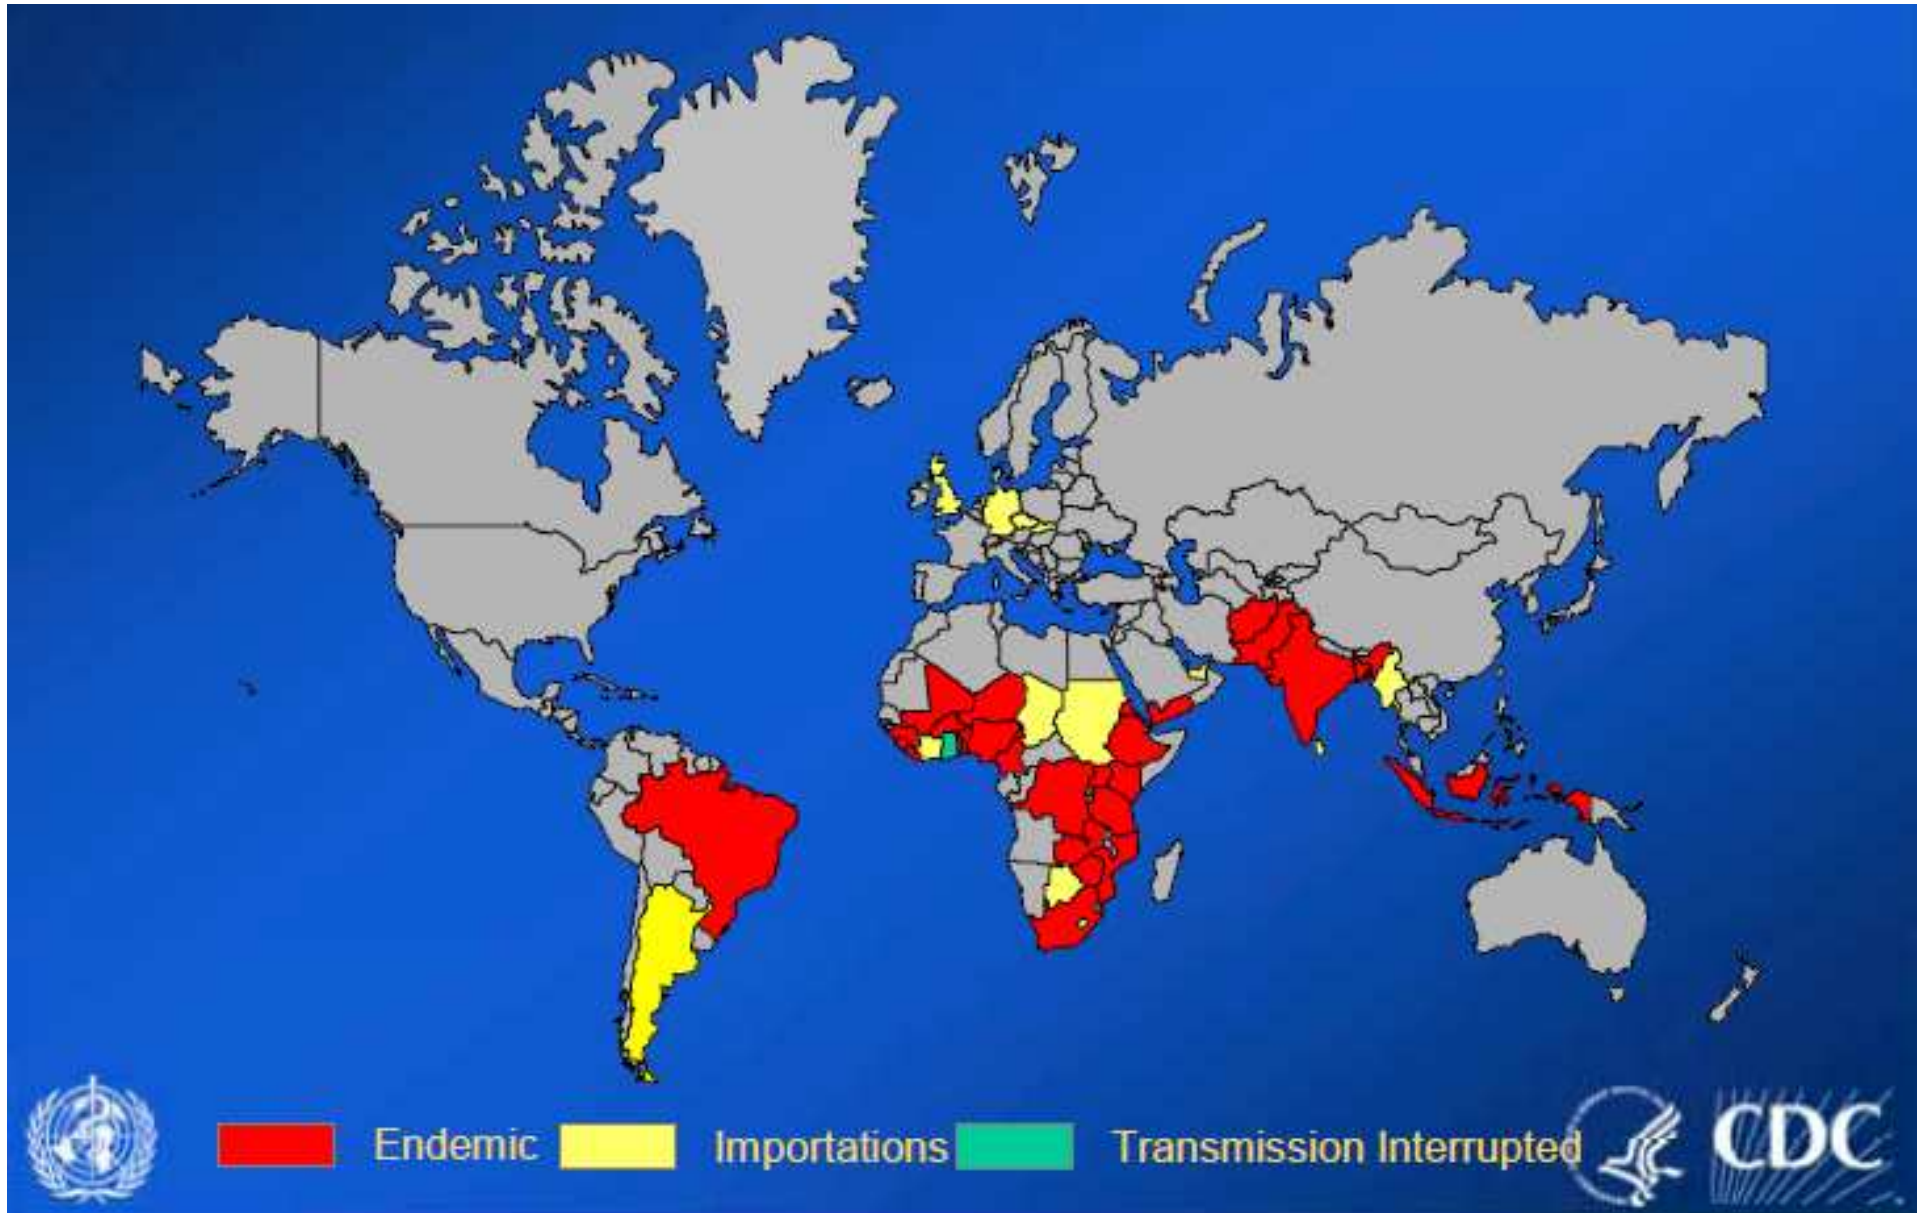 Endemic
Importations
Transmission Interrupted
CDC